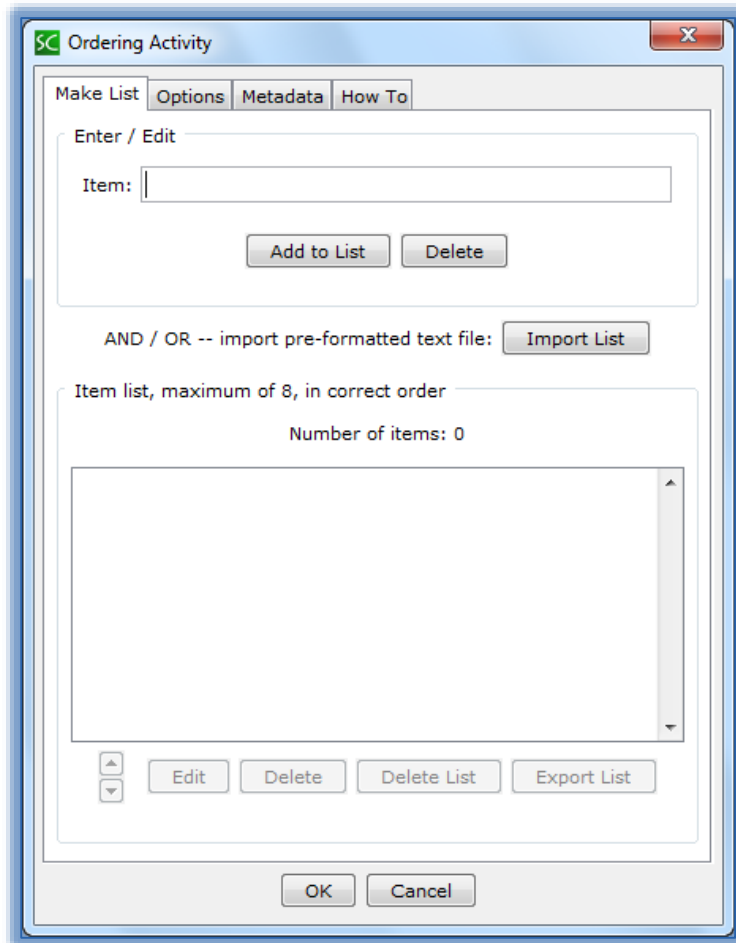 SC Ordering Activity X
Make List Options Metadata How To
Enter / Edit
Item:
Add to List Delete
AND / OR -- import pre-formatted text file: Import List
Item list, maximum of 8, in correct order
Number of items: 0
Edit Delete Delete List Export List
OK Cancel